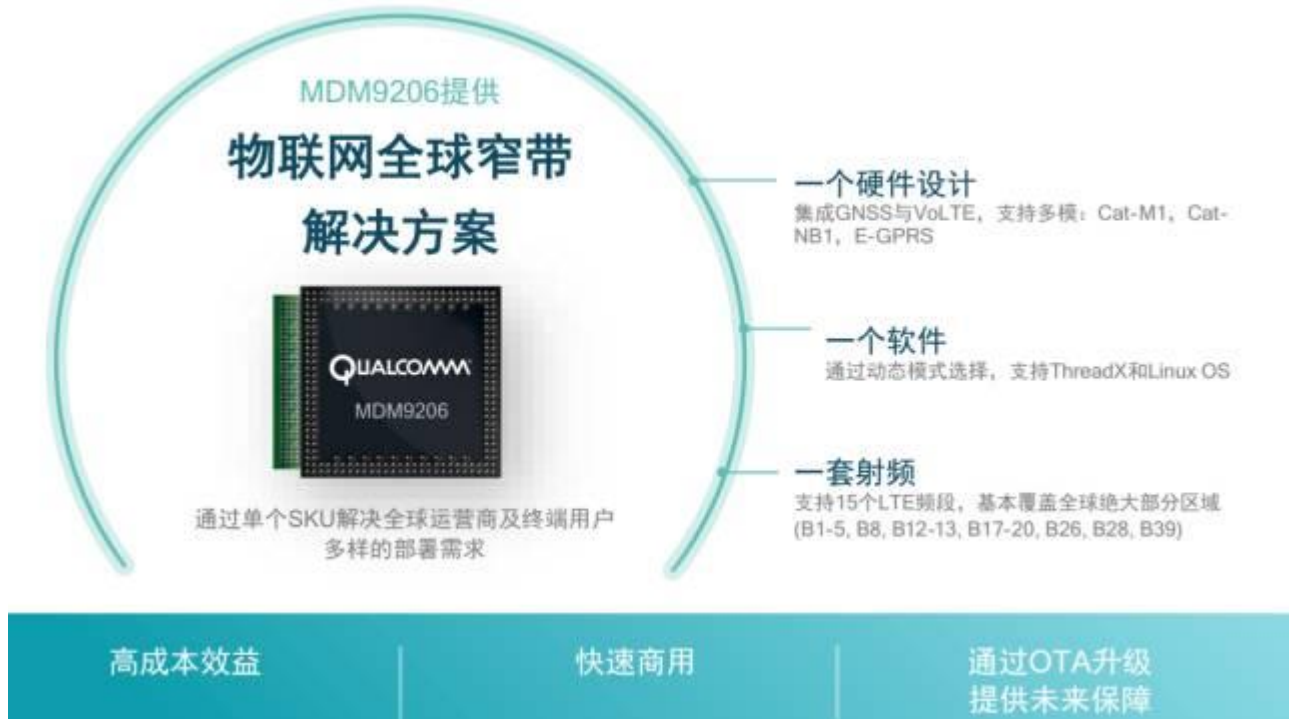 MDM9206提供
物联网全球窄带
解决方案
QUALCOMM
MDM9206
通过单个SKU解决全球运营商及终端用户
多样的部署需求
一个硬件设计
集成GNSS与VoLTE，支持多模：Cat-M1，Cat-
NB1，E-GPRS
一个软件
通过动态模式选择，支持ThreadX和Linux OS
一套射频
支持15个LTE频段，基本覆盖全球绝大部分区域
(B1-5, B8, B12-13, B17-20, B26, B28, B39)
高成本效益
快速商用
通过OTA升级
提供未来保障